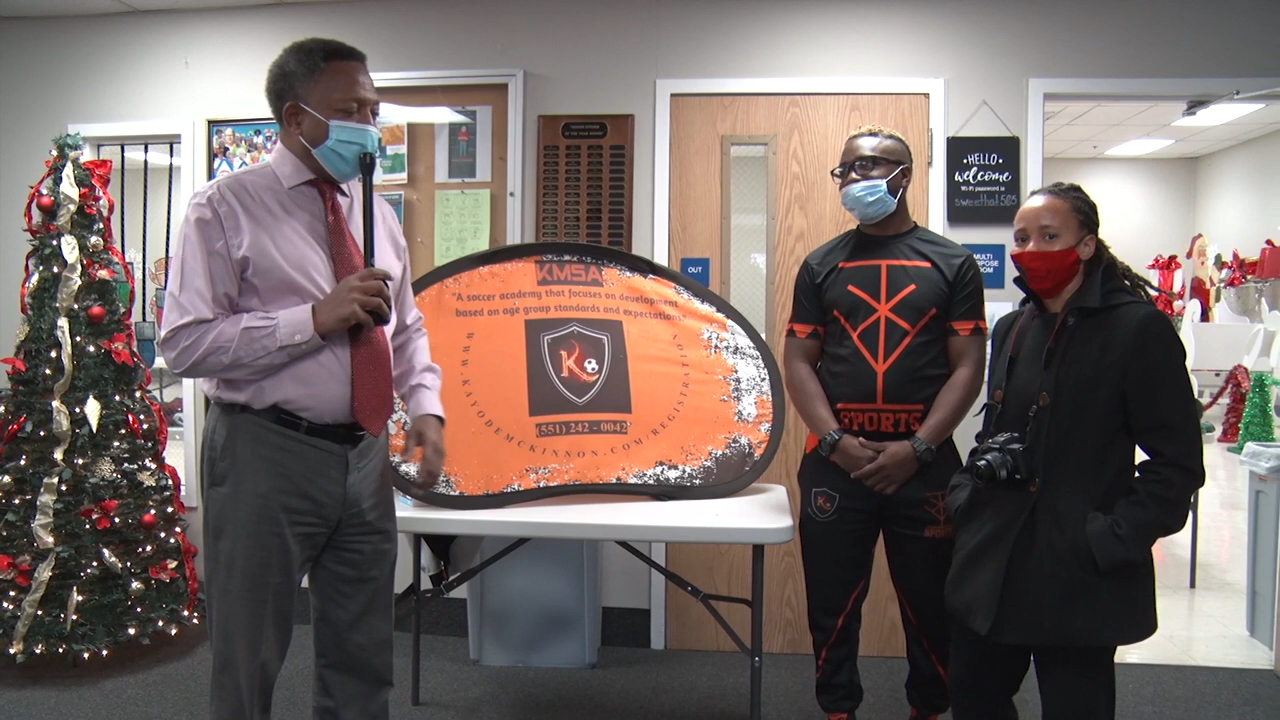 KMSA
"A soccer academy that focuses on development
based on age group standards and expectations"
K
(551) 242 - 0042
WWW.KAYODEMCKINNON.COM/REGISTRATION
OUT
SPORTS
K
SPORTS
HELLO
welcome
Wi-Fi password is
MULTI
PURPOSE
ROOM